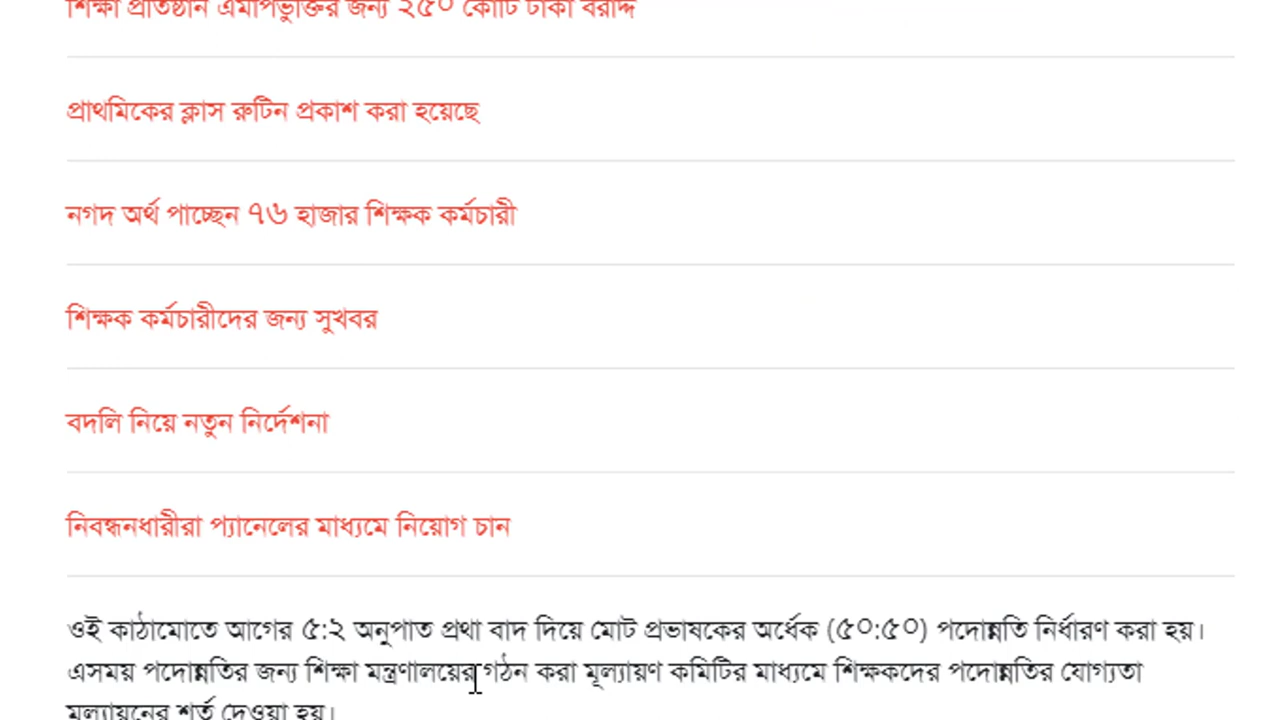 শিক্ষা প্রতিষ্ঠান এমপিভুক্তির জন্য ২৫০ কোটি টাকা বরাদ্দ
প্রাথমিকের ক্লাস রুটিন প্রকাশ করা হয়েছে
নগদ অর্থ পাচ্ছেন ৭৬ হাজার শিক্ষক কর্মচারী
শিক্ষক কর্মচারীদের জন্য সুখবর
বদলি নিয়ে নতুন নির্দেশনা
নিবন্ধনধারীরা প্যানেলের মাধ্যমে নিয়োগ চান
ওই কাঠামোতে আগের ৫:২ অনুপাত প্রথা বাদ দিয়ে মোট প্রভাষকের অর্ধেক (৫০:৫০) পদোন্নতি নির্ধারণ করা হয়।
এসময় পদোন্নতির জন্য শিক্ষা মন্ত্রণালয়ের গঠন করা মূল্যায়ণ কমিটির মাধ্যমে শিক্ষকদের পদোন্নতির যোগ্যতা
মূল্যায়নের শর্ত দেওয়া হয়।